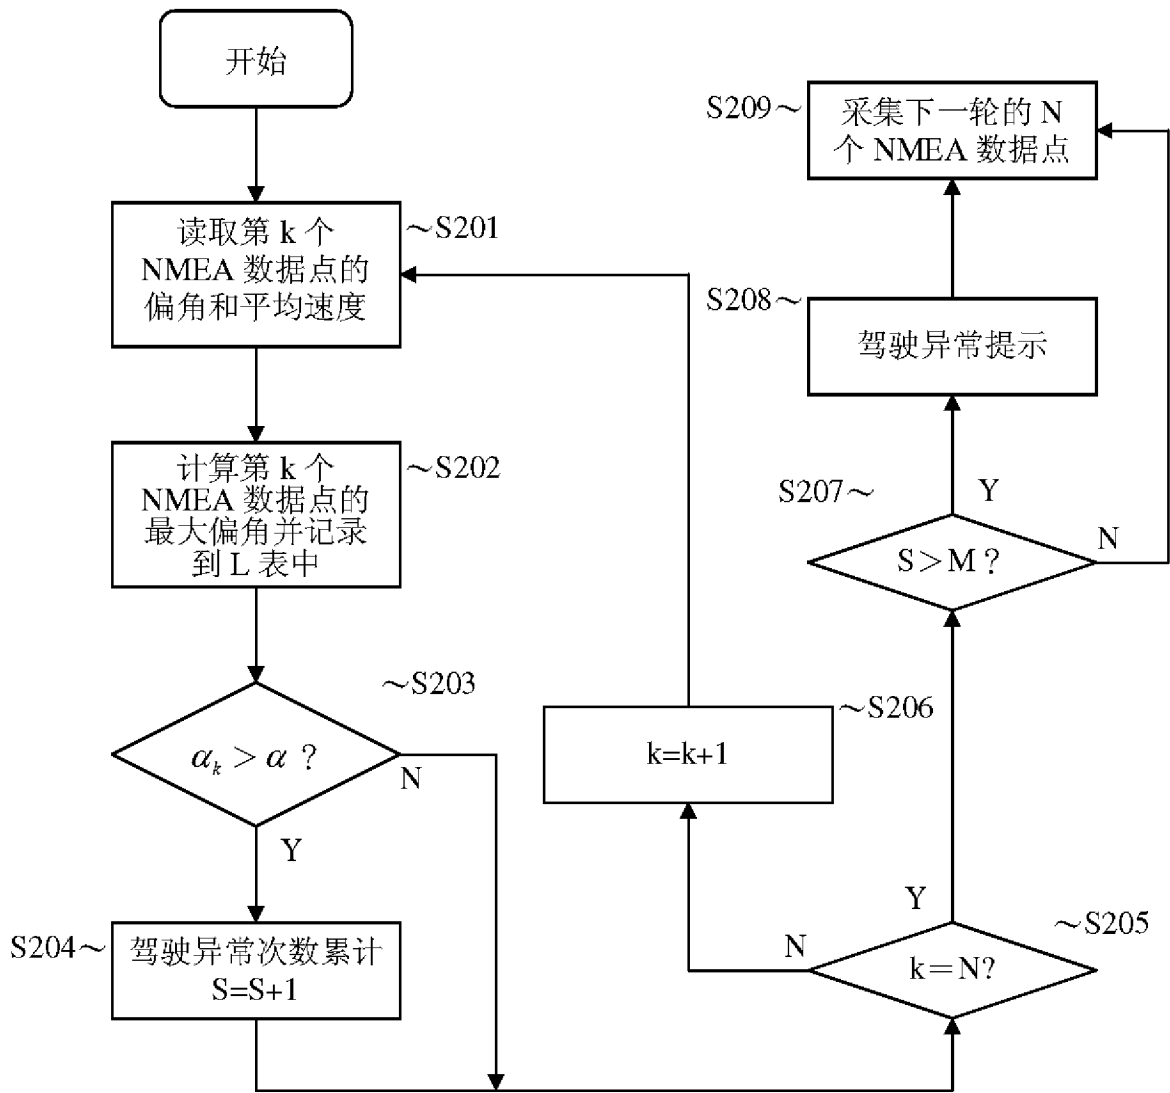 开始
读取第 k 个
NMEA 数据点的
偏角和平均速度
～S201
计算第 k 个
NMEA 数据点的
最大偏角并记录
到 L 表中
～S202
～S203
αₖ > α ?
N
Y
S204～
驾驶异常次数累计
S=S+1
～S205
k=N?
N
Y
～S206
k=k+1
S207～
S>M?
Y
N
S208～
驾驶异常提示
S209～
采集下一轮的 N
个 NMEA 数据点